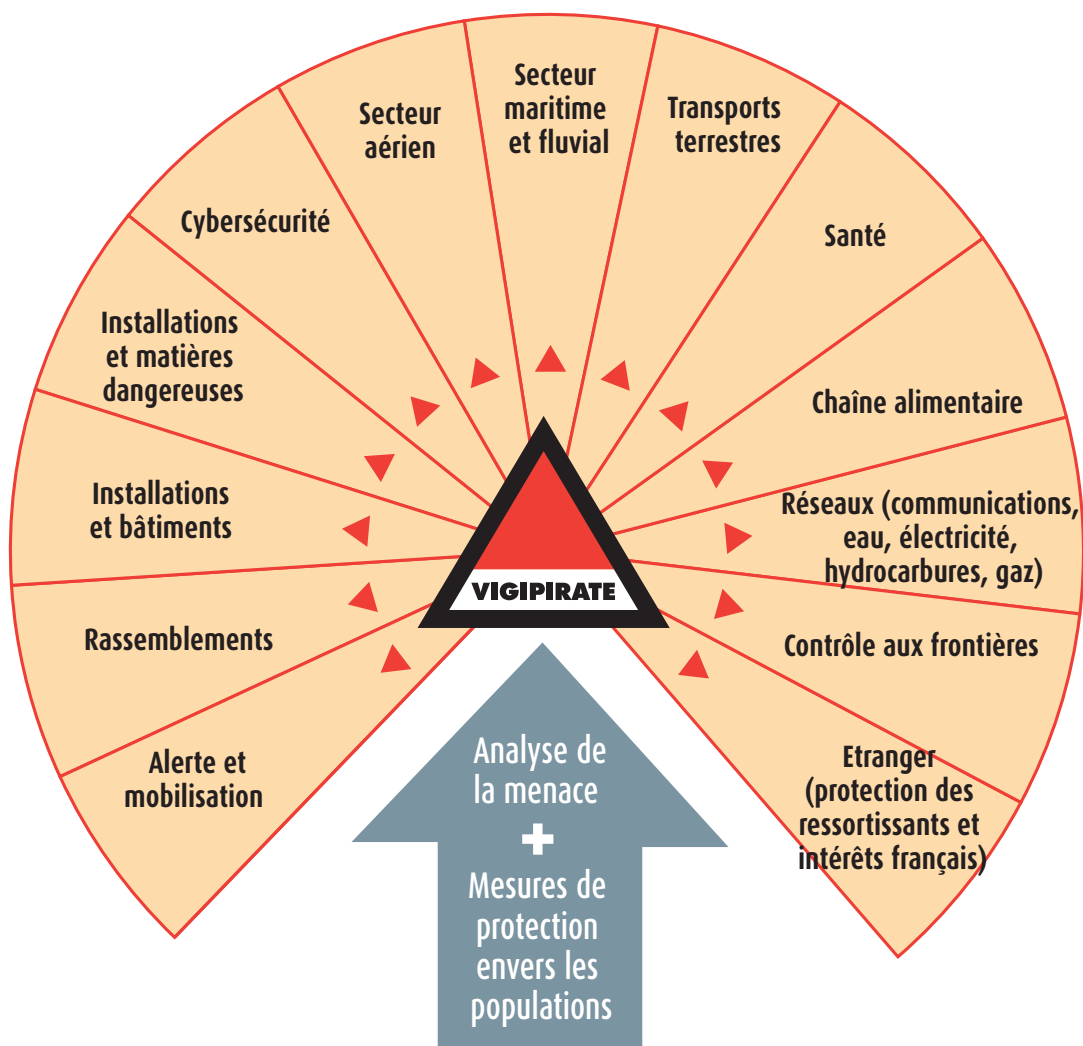 Alerte et
mobilisation
Rassemblements
Installations
et bâtiments
Installations
et matières
dangereuses
Cybersécurité
Secteur
aérien
Secteur
maritime
et fluvial
Transports
terrestres
Santé
Chaîne alimentaire
Réseaux (communications,
eau, électricité,
hydrocarbures, gaz)
Contrôle aux frontières
Etranger
(protection des
ressortissants et
intérêts français)
VIGIPIRATE
Analyse de
la menace
+
Mesures de
protection
envers les
populations